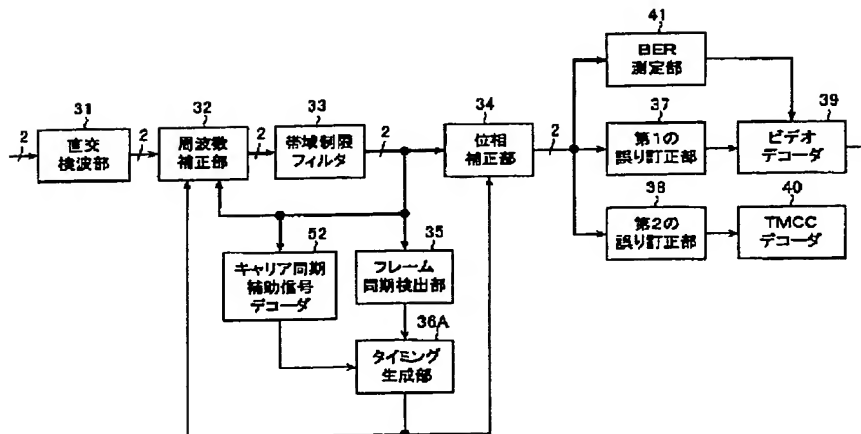 41
BER
測定部
31
32
33
34
37
39
2
直交
検波部
2
周波数
補正部
2
帯域制限
フィルタ
2
位相
補正部
2
第1の
誤り訂正部
ビデオ
デコーダ
38
40
第2の
誤り訂正部
TMCC
デコーダ
52
35
キャリア同期
補助信号
デコーダ
フレーム
同期検出部
36A
タイミング
生成部